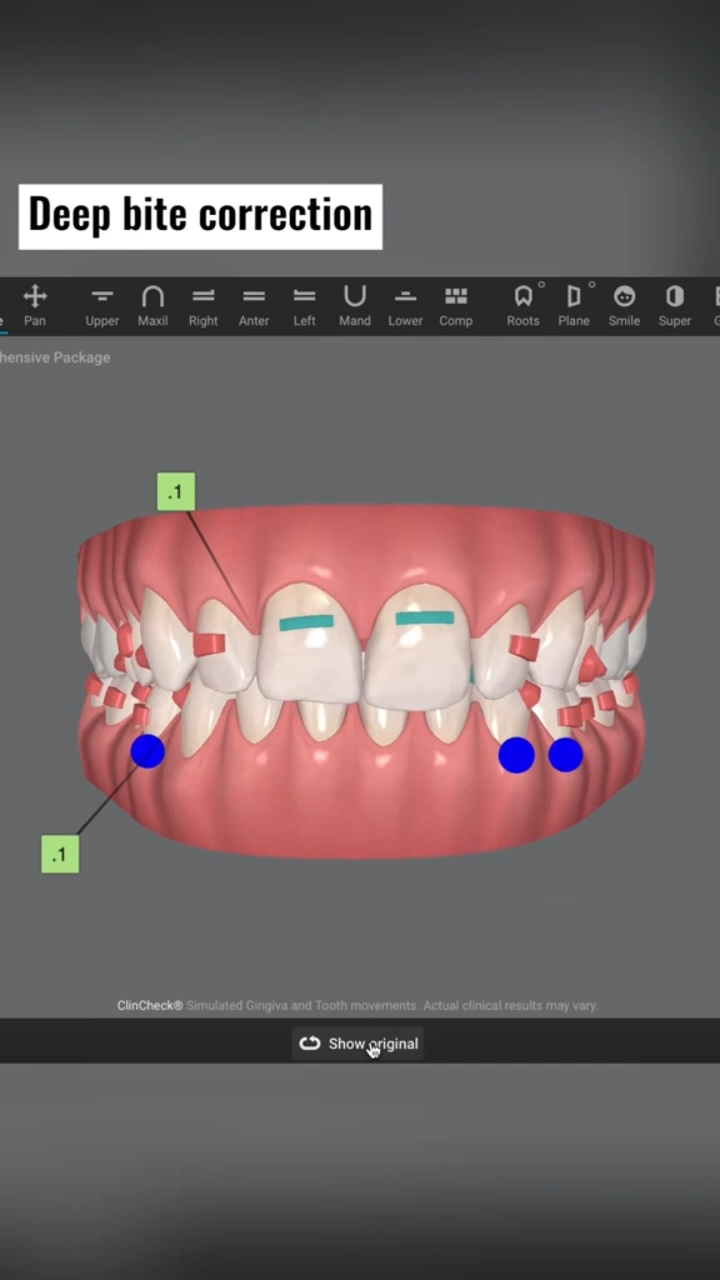 Deep bite correction
Pan Upper Maxil Right Anter Left Mand Lower Comp Roots Plane Smile Super
hensive Package
.1
.1
ClinCheck® Simulated Gingiva and Tooth movements. Actual clinical results may vary.
Show original